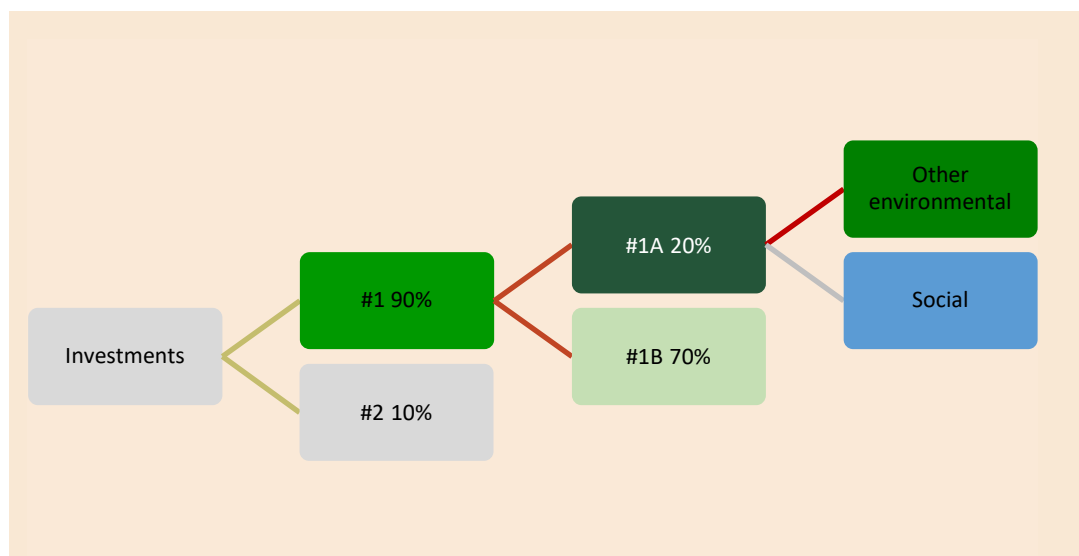 Investments
#1 90%
#2 10%
#1A 20%
#1B 70%
Other
environmental
Social